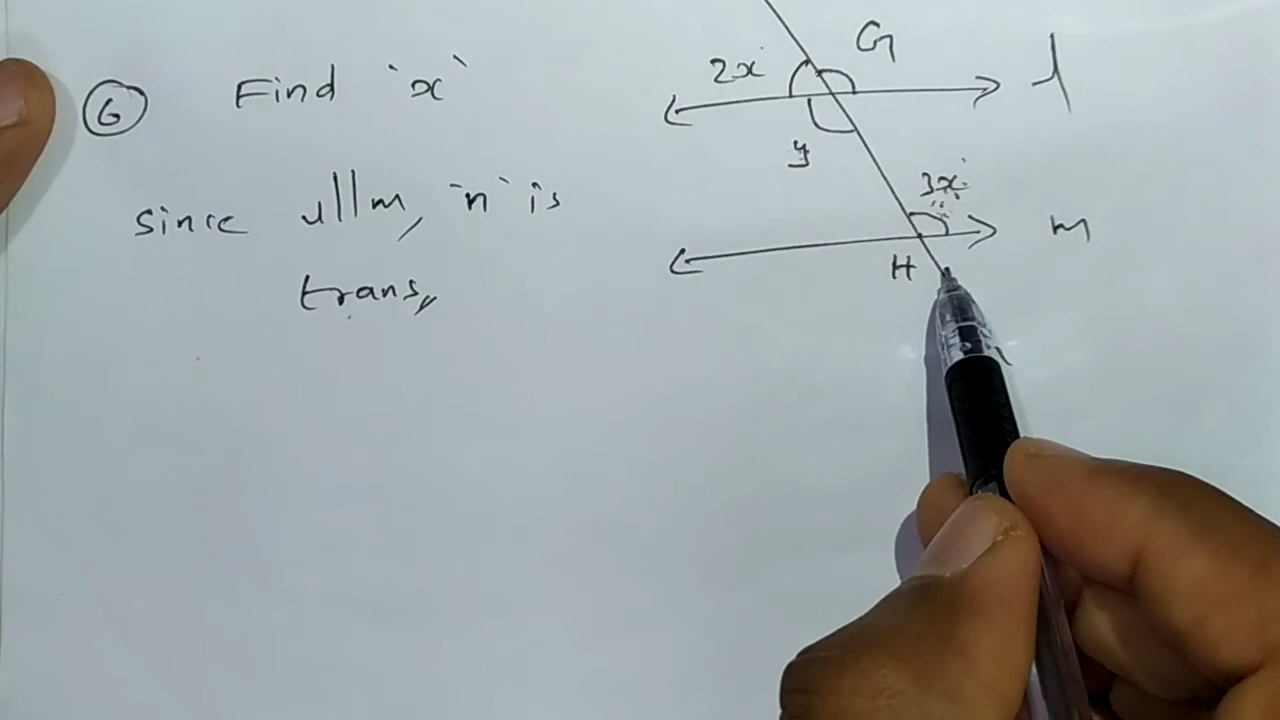 6 Find 'x'
since l||m, 'n' is
trans,
2x°
G
l
y
3x°
m
H